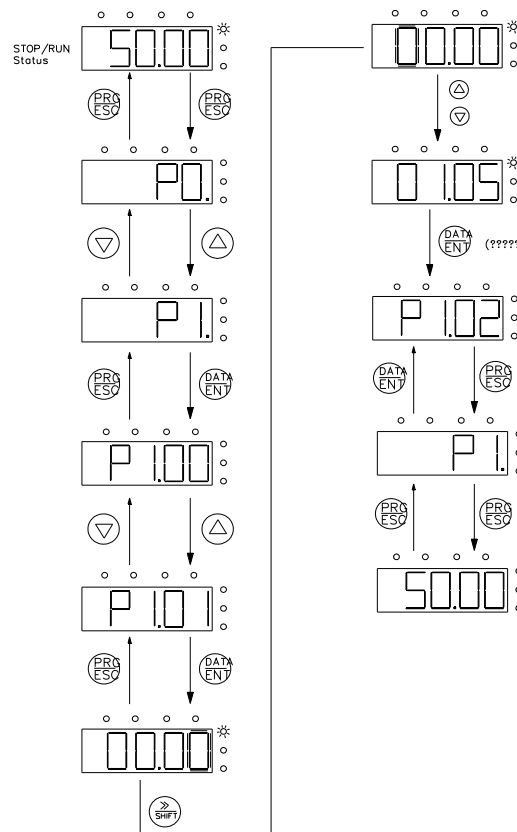 STOP/RUN
Status
50.00
PRG
ESC
PRG
ESC
P0.
P1.
PRG
ESC
DATA
ENT
P1.00
P1.01
PRG
ESC
DATA
ENT
00.00
SHIFT
00.00
01.05
DATA
ENT
(?????
P1.02
DATA
ENT
PRG
ESC
P1.
PRG
ESC
PRG
ESC
50.00